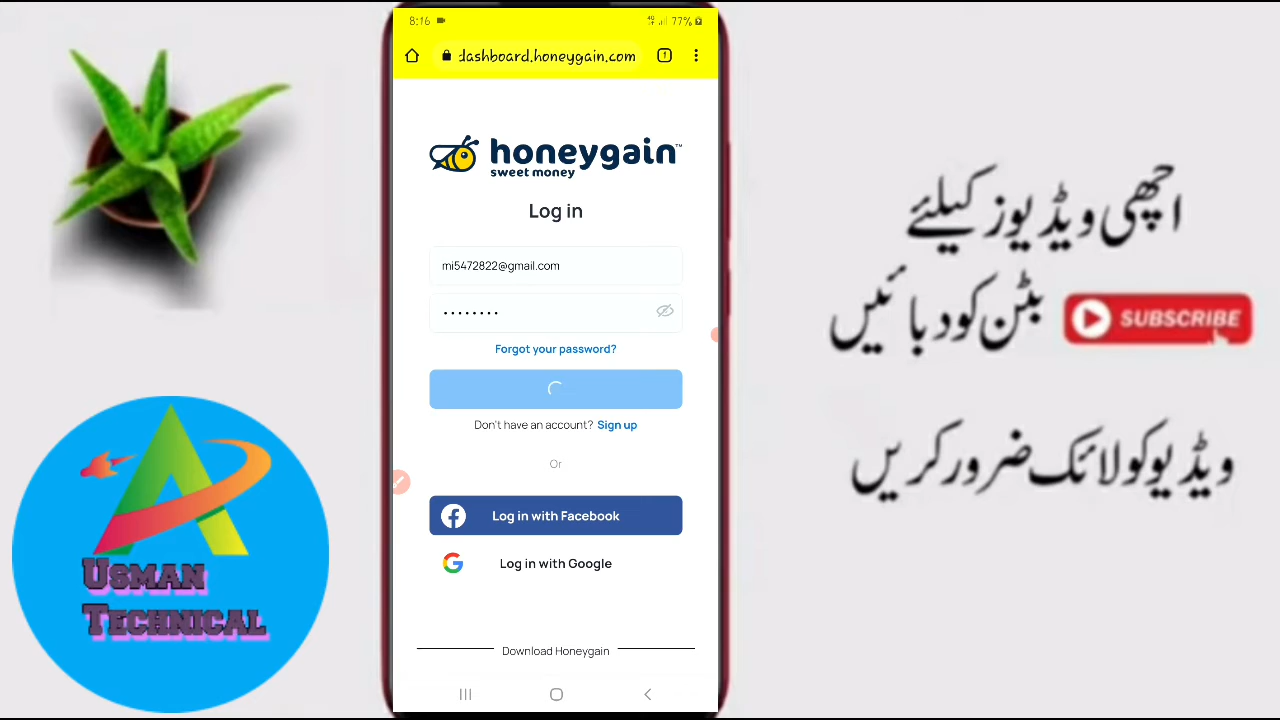 8:16
77%
dashboard.honeygain.com
1
honeygain™
sweet money
Log in
mi5472822@gmail.com
Forgot your password?
Don't have an account? Sign up
Or
Log in with Facebook
Log in with Google
Download Honeygain
USMAN
TECHNICAL
اچھی ویڈیوز کیلئے
بٹن کو دبائیں SUBSCRIBE
ویڈیو کو لائک ضرور کریں